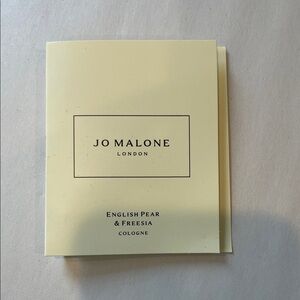 JO MALONE
LONDON
ENGLISH PEAR
& FREESIA
COLOGNE